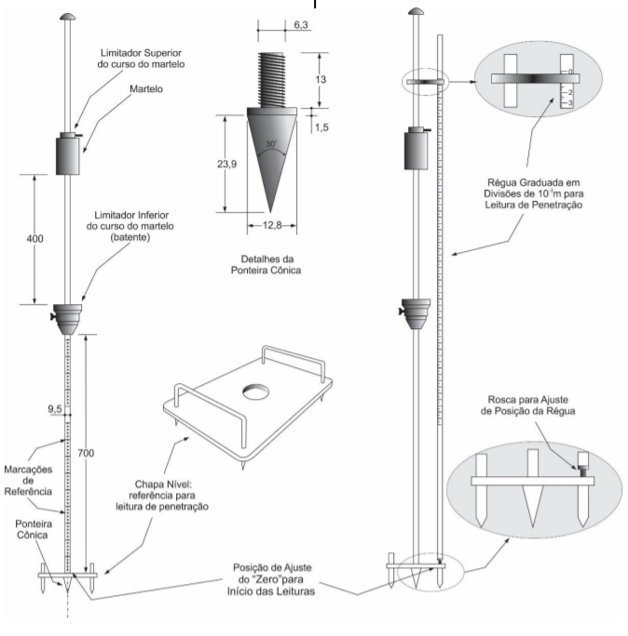 Limitador Superior
do curso do martelo
Martelo
400
Limitador Inferior
do curso do martelo
(batente)
9,5
700
Marcações
de
Referência
Ponteira
Cônica
6,3
13
1,5
30°
23,9
12,8
Detalhes da
Ponteira Cônica
Chapa Nível:
referência para
leitura de penetração
Posição de Ajuste
do "Zero"para
Início das Leituras
0
2
3
Régua Graduada em
Divisões de 10⁻³m para
Leitura de Penetração
Rosca para Ajuste
de Posição da Régua